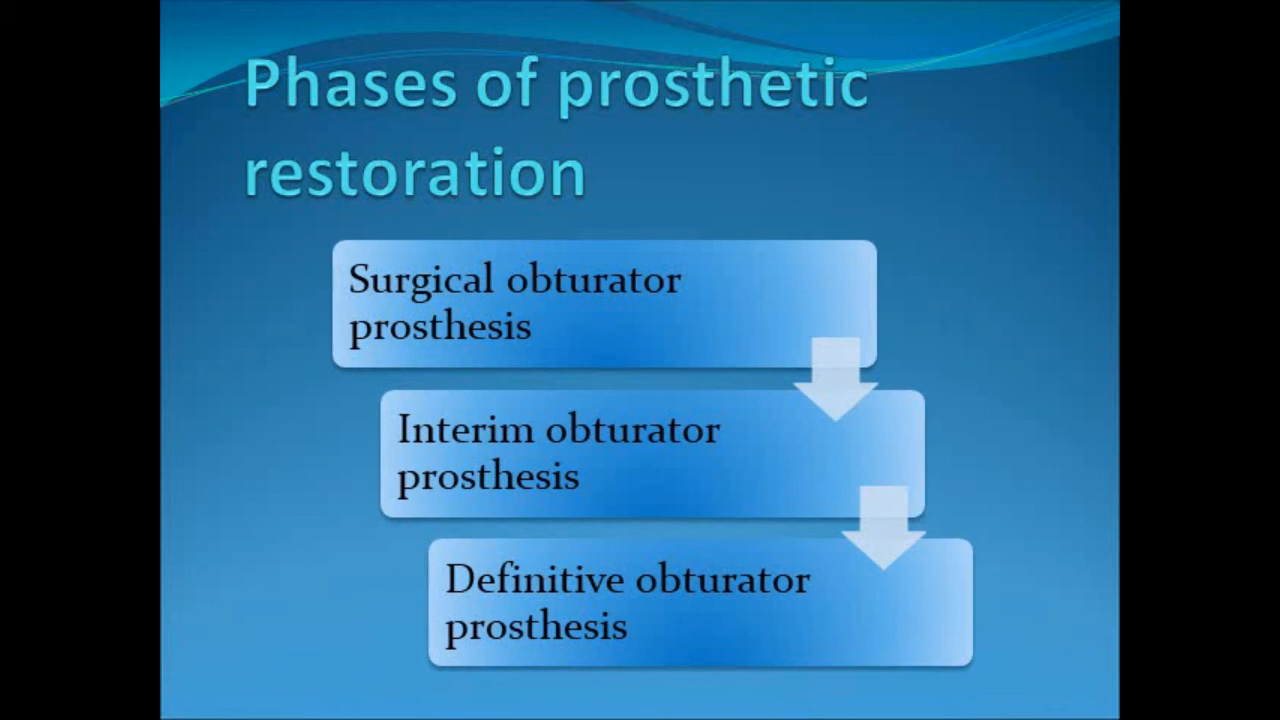 Phases of prosthetic
restoration
Surgical obturator
prosthesis
Interim obturator
prosthesis
Definitive obturator
prosthesis